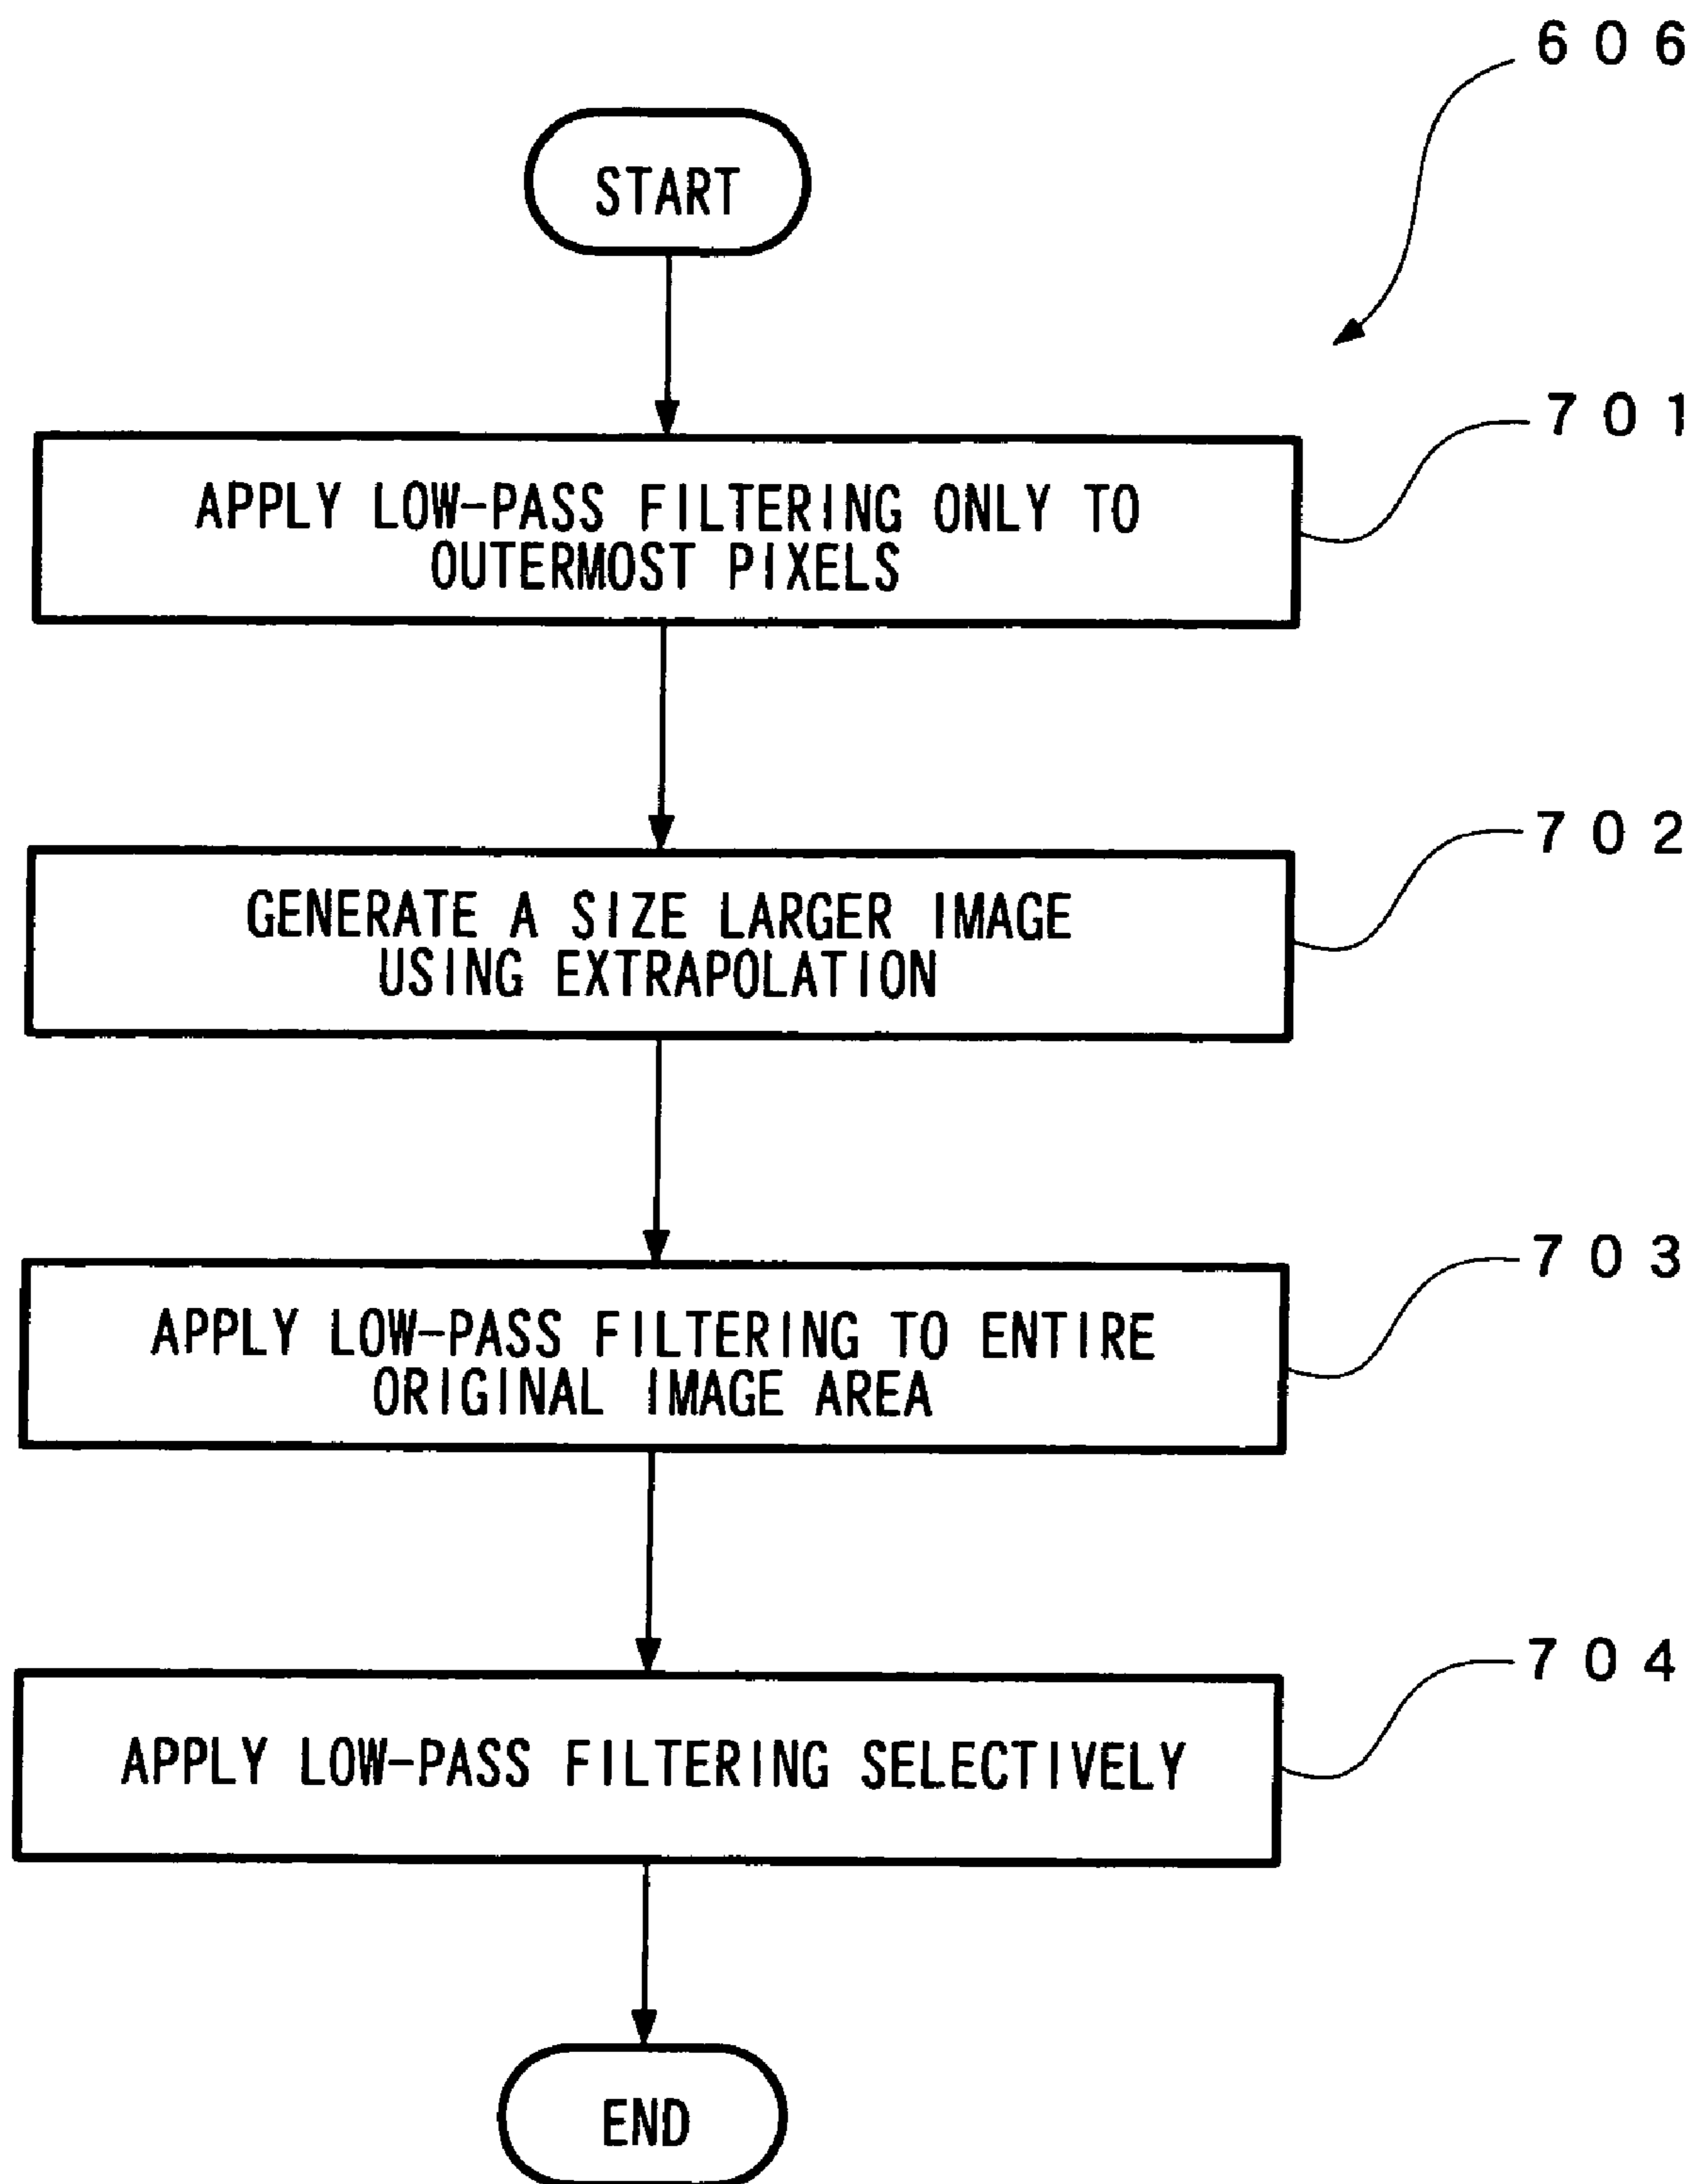 606
START
701
APPLY LOW-PASS FILTERING ONLY TO
OUTERMOST PIXELS
702
GENERATE A SIZE LARGER IMAGE
USING EXTRAPOLATION
703
APPLY LOW-PASS FILTERING TO ENTIRE
ORIGINAL IMAGE AREA
704
APPLY LOW-PASS FILTERING SELECTIVELY
END